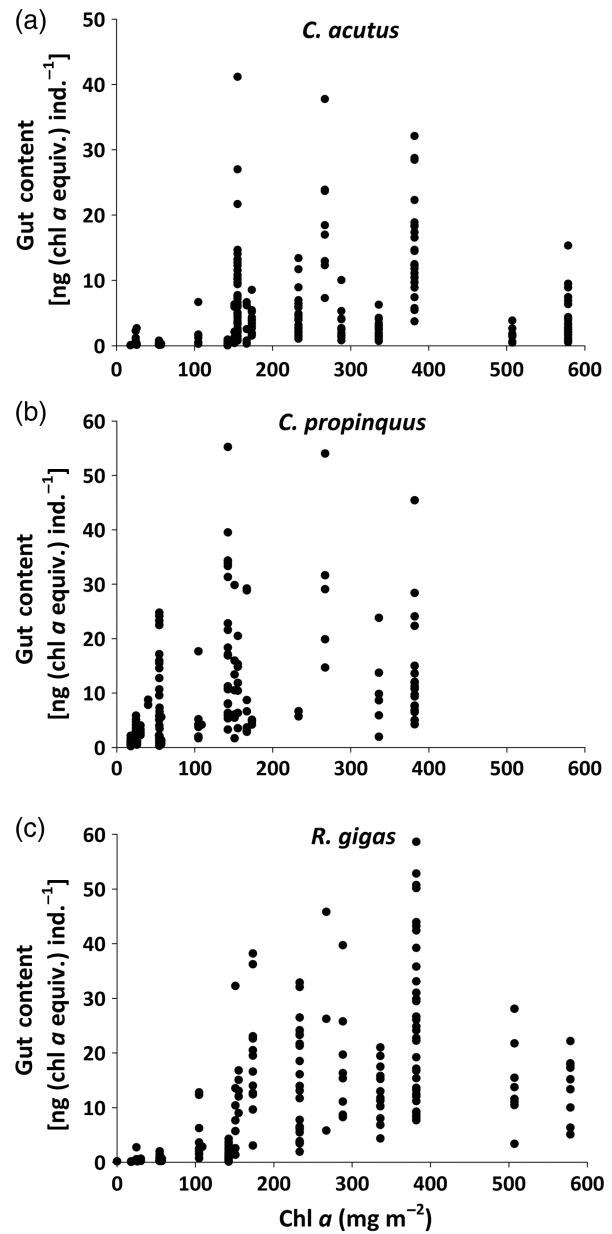 (a)
C. acutus
Gut content
[ng (chl a equiv.) ind.⁻¹]
50
40
30
20
10
0
0 100 200 300 400 500 600
(b)
C. propinquus
Gut content
[ng (chl a equiv.) ind.⁻¹]
60
50
40
30
20
10
0
0 100 200 300 400 500 600
(c)
R. gigas
Gut content
[ng (chl a equiv.) ind.⁻¹]
60
50
40
30
20
10
0
0 100 200 300 400 500 600
Chl a (mg m⁻²)